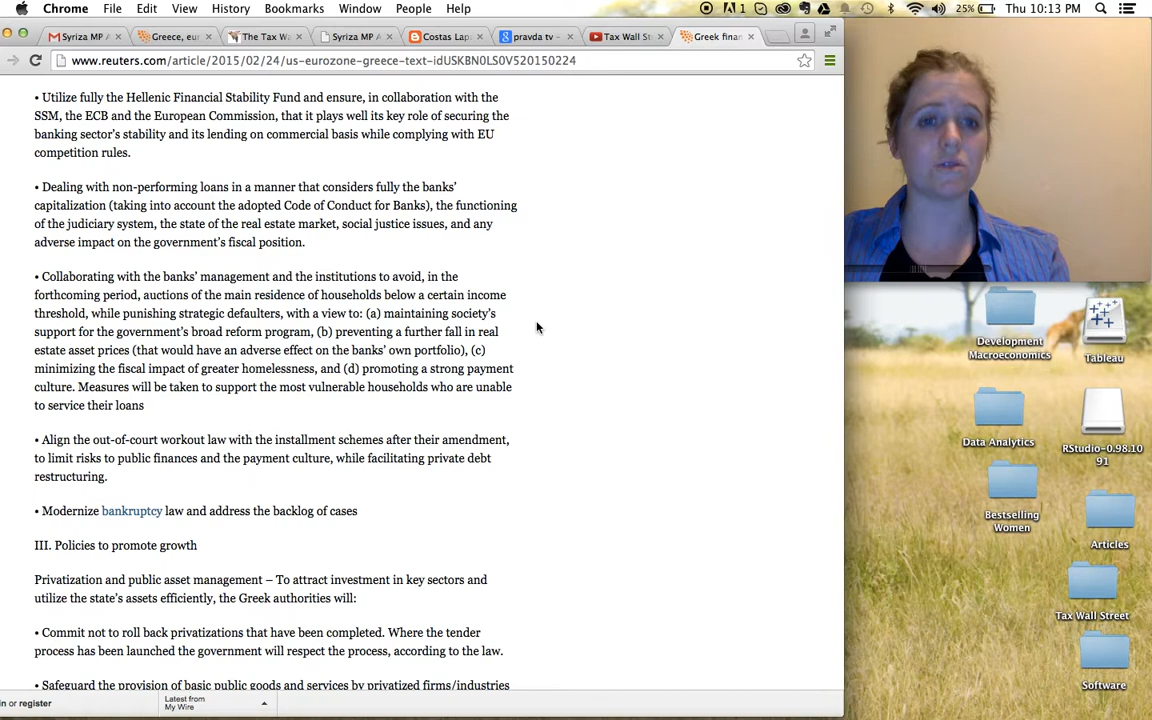 Chrome File Edit View History Bookmarks Window People Help 1 25% Thu 10:13 PM
Syriza MP A Greece, eur The Tax Wa Syriza MP A Costas Lap pravda tv – Tax Wall St Greek finan
www.reuters.com/article/2015/02/24/us-eurozone-greece-text-idUSKBN0LS0V520150224
• Utilize fully the Hellenic Financial Stability Fund and ensure, in collaboration with the
SSM, the ECB and the European Commission, that it plays well its key role of securing the
banking sector's stability and its lending on commercial basis while complying with EU
competition rules.
• Dealing with non-performing loans in a manner that considers fully the banks'
capitalization (taking into account the adopted Code of Conduct for Banks), the functioning
of the judiciary system, the state of the real estate market, social justice issues, and any
adverse impact on the government's fiscal position.
• Collaborating with the banks' management and the institutions to avoid, in the
forthcoming period, auctions of the main residence of households below a certain income
threshold, while punishing strategic defaulters, with a view to: (a) maintaining society's
support for the government's broad reform program, (b) preventing a further fall in real
estate asset prices (that would have an adverse effect on the banks' own portfolio), (c)
minimizing the fiscal impact of greater homelessness, and (d) promoting a strong payment
culture. Measures will be taken to support the most vulnerable households who are unable
to service their loans
• Align the out-of-court workout law with the installment schemes after their amendment,
to limit risks to public finances and the payment culture, while facilitating private debt
restructuring.
• Modernize bankruptcy law and address the backlog of cases
III. Policies to promote growth
Privatization and public asset management – To attract investment in key sectors and
utilize the state's assets efficiently, the Greek authorities will:
• Commit not to roll back privatizations that have been completed. Where the tender
process has been launched the government will respect the process, according to the law.
• Safeguard the provision of basic public goods and services by privatized firms/industries
in or register
Latest from
My Wire
Development
Macroeconomics
Tableau
Data Analytics
RStudio-0.98.10
91
Bestselling
Women
Articles
Tax Wall Street
Software